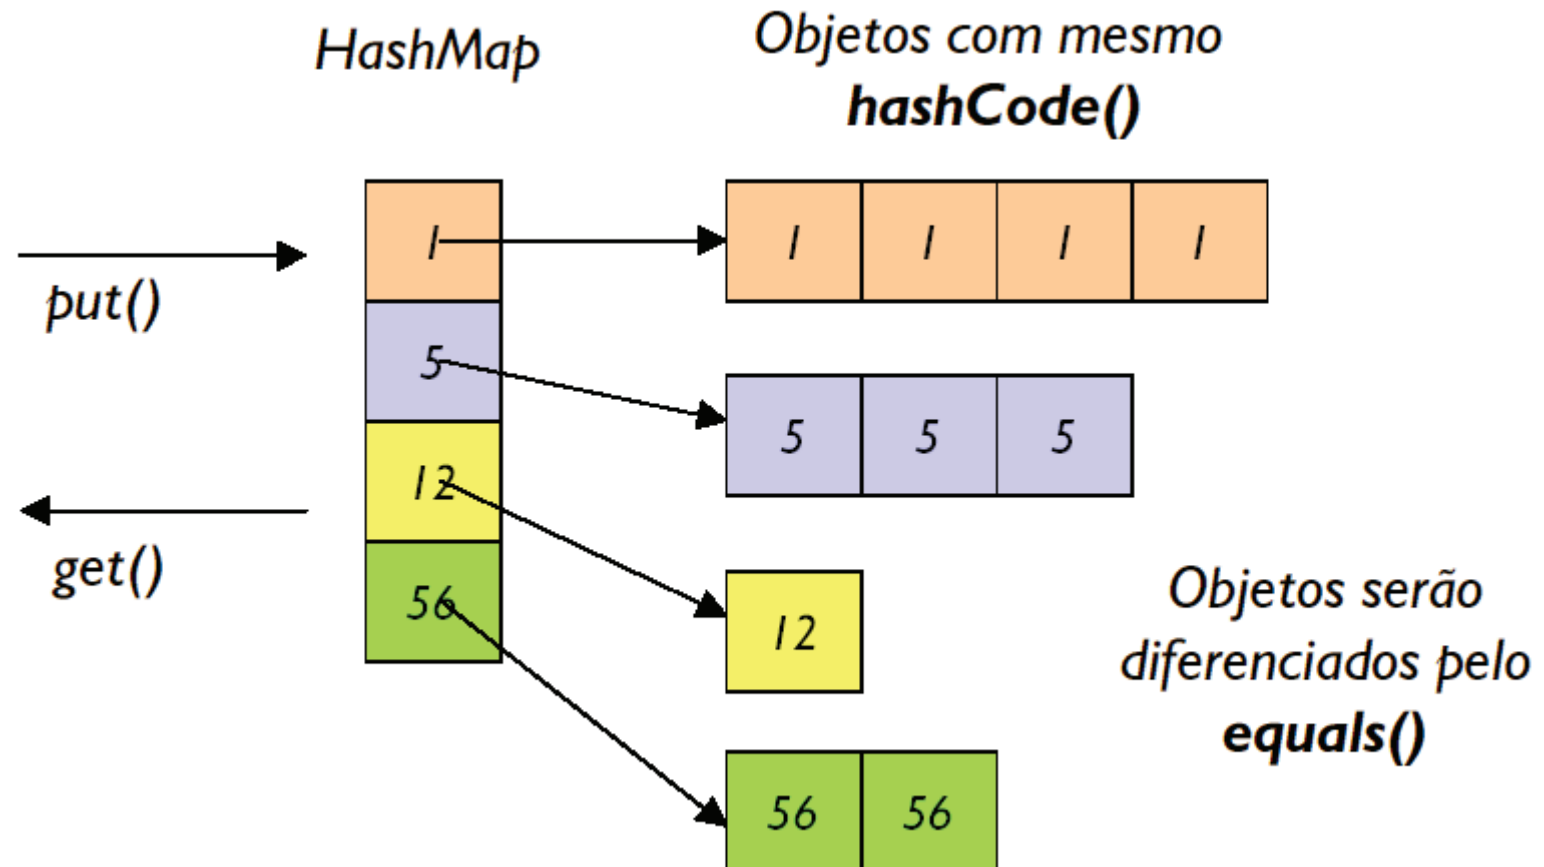 HashMap
Objetos com mesmo
hashCode()
put()
get()
1
5
12
56
1 1 1 1
5 5 5
12
56 56
Objetos serão
diferenciados pelo
equals()